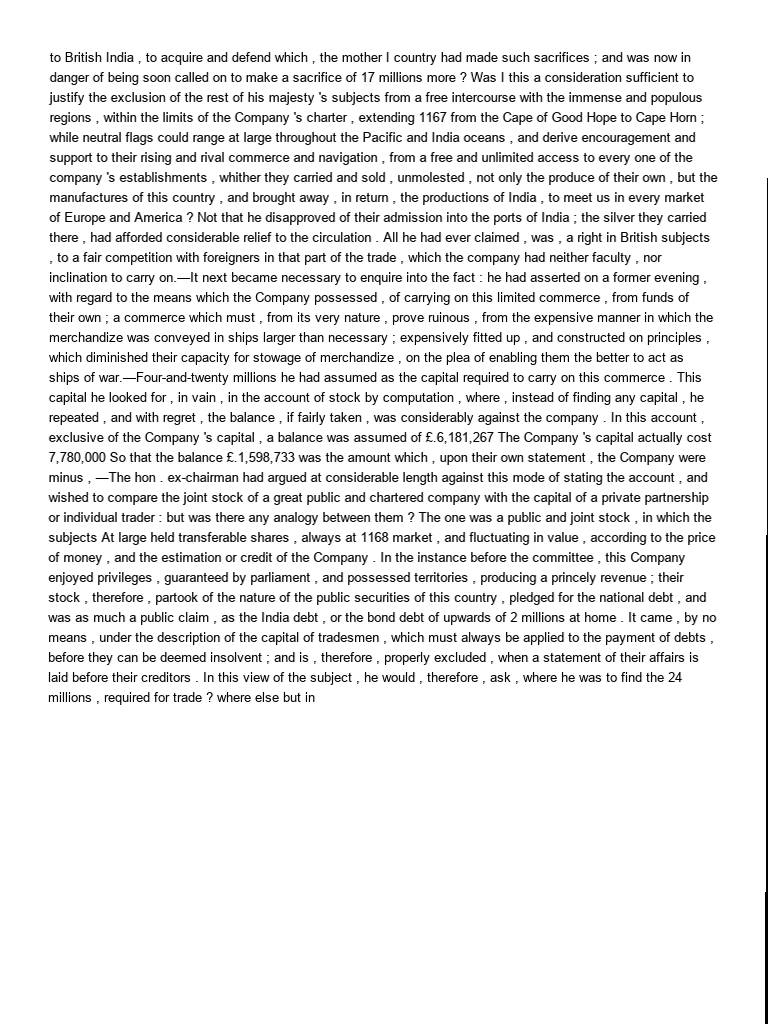 to British India , to acquire and defend which , the mother I country had made such sacrifices ; and was now in
danger of being soon called on to make a sacrifice of 17 millions more ? Was I this a consideration sufficient to
justify the exclusion of the rest of his majesty 's subjects from a free intercourse with the immense and populous
regions , within the limits of the Company 's charter , extending 1167 from the Cape of Good Hope to Cape Horn ;
while neutral flags could range at large throughout the Pacific and India oceans , and derive encouragement and
support to their rising and rival commerce and navigation , from a free and unlimited access to every one of the
company 's establishments , whither they carried and sold , unmolested , not only the produce of their own , but the
manufactures of this country , and brought away , in return , the productions of India , to meet us in every market
of Europe and America ? Not that he disapproved of their admission into the ports of India ; the silver they carried
there , had afforded considerable relief to the circulation . All he had ever claimed , was , a right in British subjects
, to a fair competition with foreigners in that part of the trade , which the company had neither faculty , nor
inclination to carry on.—It next became necessary to enquire into the fact : he had asserted on a former evening ,
with regard to the means which the Company possessed , of carrying on this limited commerce , from funds of
their own ; a commerce which must , from its very nature , prove ruinous , from the expensive manner in which the
merchandize was conveyed in ships larger than necessary ; expensively fitted up , and constructed on principles ,
which diminished their capacity for stowage of merchandize , on the plea of enabling them the better to act as
ships of war.—Four-and-twenty millions he had assumed as the capital required to carry on this commerce . This
capital he looked for , in vain , in the account of stock by computation , where , instead of finding any capital , he
repeated , and with regret , the balance , if fairly taken , was considerably against the company . In this account ,
exclusive of the Company 's capital , a balance was assumed of £.6,181,267 The Company 's capital actually cost
7,780,000 So that the balance £.1,598,733 was the amount which , upon their own statement , the Company were
minus , —The hon . ex-chairman had argued at considerable length against this mode of stating the account , and
wished to compare the joint stock of a great public and chartered company with the capital of a private partnership
or individual trader : but was there any analogy between them ? The one was a public and joint stock , in which the
subjects At large held transferable shares , always at 1168 market , and fluctuating in value , according to the price
of money , and the estimation or credit of the Company . In the instance before the committee , this Company
enjoyed privileges , guaranteed by parliament , and possessed territories , producing a princely revenue ; their
stock , therefore , partook of the nature of the public securities of this country , pledged for the national debt , and
was as much a public claim , as the India debt , or the bond debt of upwards of 2 millions at home . It came , by no
means , under the description of the capital of tradesmen , which must always be applied to the payment of debts ,
before they can be deemed insolvent ; and is , therefore , properly excluded , when a statement of their affairs is
laid before their creditors . In this view of the subject , he would , therefore , ask , where he was to find the 24
millions , required for trade ? where else but in